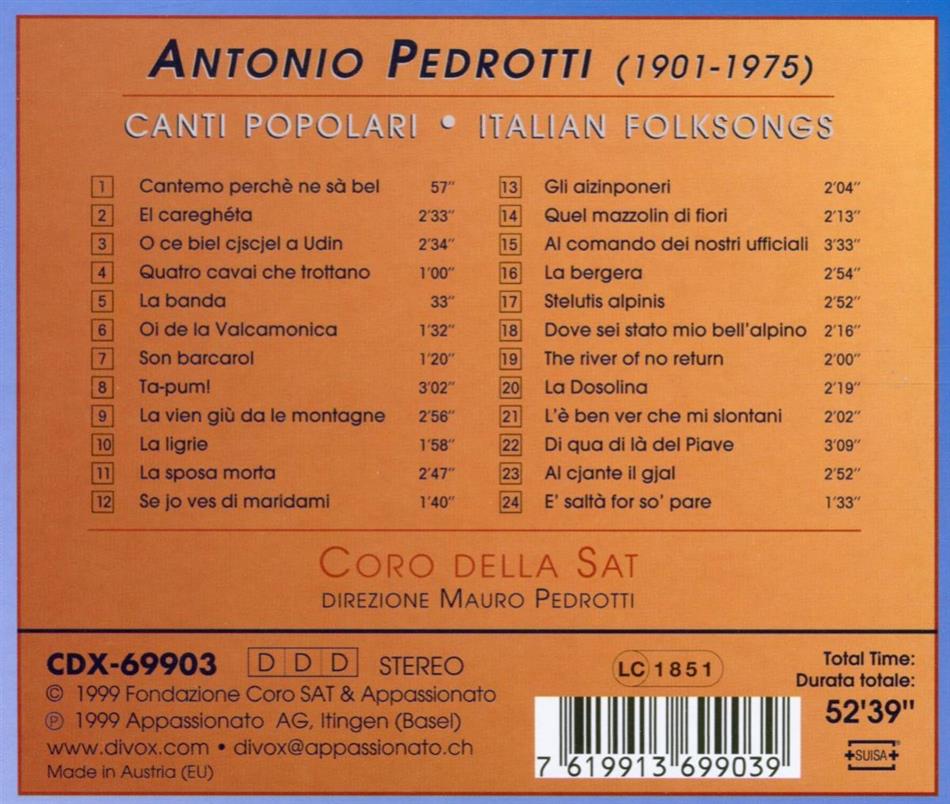 ANTONIO PEDROTTI (1901-1975)
CANTI POPOLARI • ITALIAN FOLKSONGS
1 Cantemo perchè ne sà bel 57"
2 El careghéta 2'33"
3 O ce biel cjscjel a Udin 2'34"
4 Quatro cavai che trottano 1'00"
5 La banda 33"
6 Oi de la Valcamonica 1'32"
7 Son barcarol 1'20"
8 Ta-pum! 3'02"
9 La vien giù da le montagne 2'56"
10 La ligrie 1'58"
11 La sposa morta 2'47"
12 Se jo ves di maridami 1'40"
13 Gli aizinponeri 2'04"
14 Quel mazzolin di fiori 2'13"
15 Al comando dei nostri ufficiali 3'33"
16 La bergera 2'54"
17 Stelutis alpinis 2'52"
18 Dove sei stato mio bell'alpino 2'16"
19 The river of no return 2'00"
20 La Dosolina 2'19"
21 L'è ben ver che mi slontani 2'02"
22 Di qua di là del Piave 3'09"
23 Al cjante il gjal 2'52"
24 E' saltà for so' pare 1'33"
CORO DELLA SAT
DIREZIONE MAURO PEDROTTI
CDX-69903 DDD STEREO
© 1999 Fondazione Coro SAT & Appassionato
℗ 1999 Appassionato AG, Itingen (Basel)
www.divox.com • divox@appassionato.ch
Made in Austria (EU)
LC 1851
7 619913 699039
Total Time:
Durata totale:
52'39"
SUISA